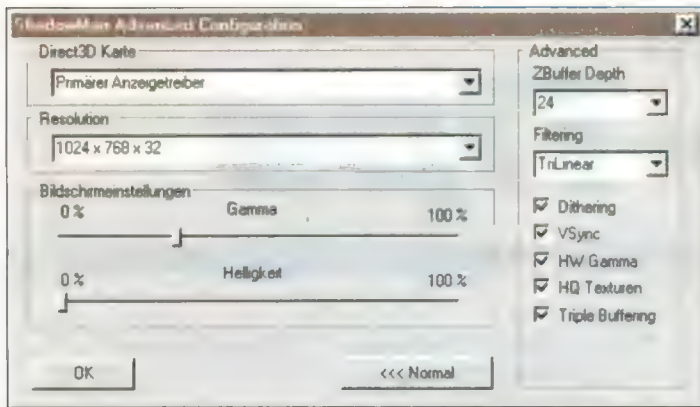 ShadowMan Advanced Configuration
Direct3D Karte
Primärer Anzeigetreiber
Resolution
1024 x 768 x 32
Bildschirmeinstellungen
0 % Gamma 100 %
0 % Helligkeit 100 %
OK
<<< Normal
Advanced
ZBuffer Depth
24
Filtering
TriLinear
Dithering
VSync
HW Gamma
HQ Texturen
Triple Buffering